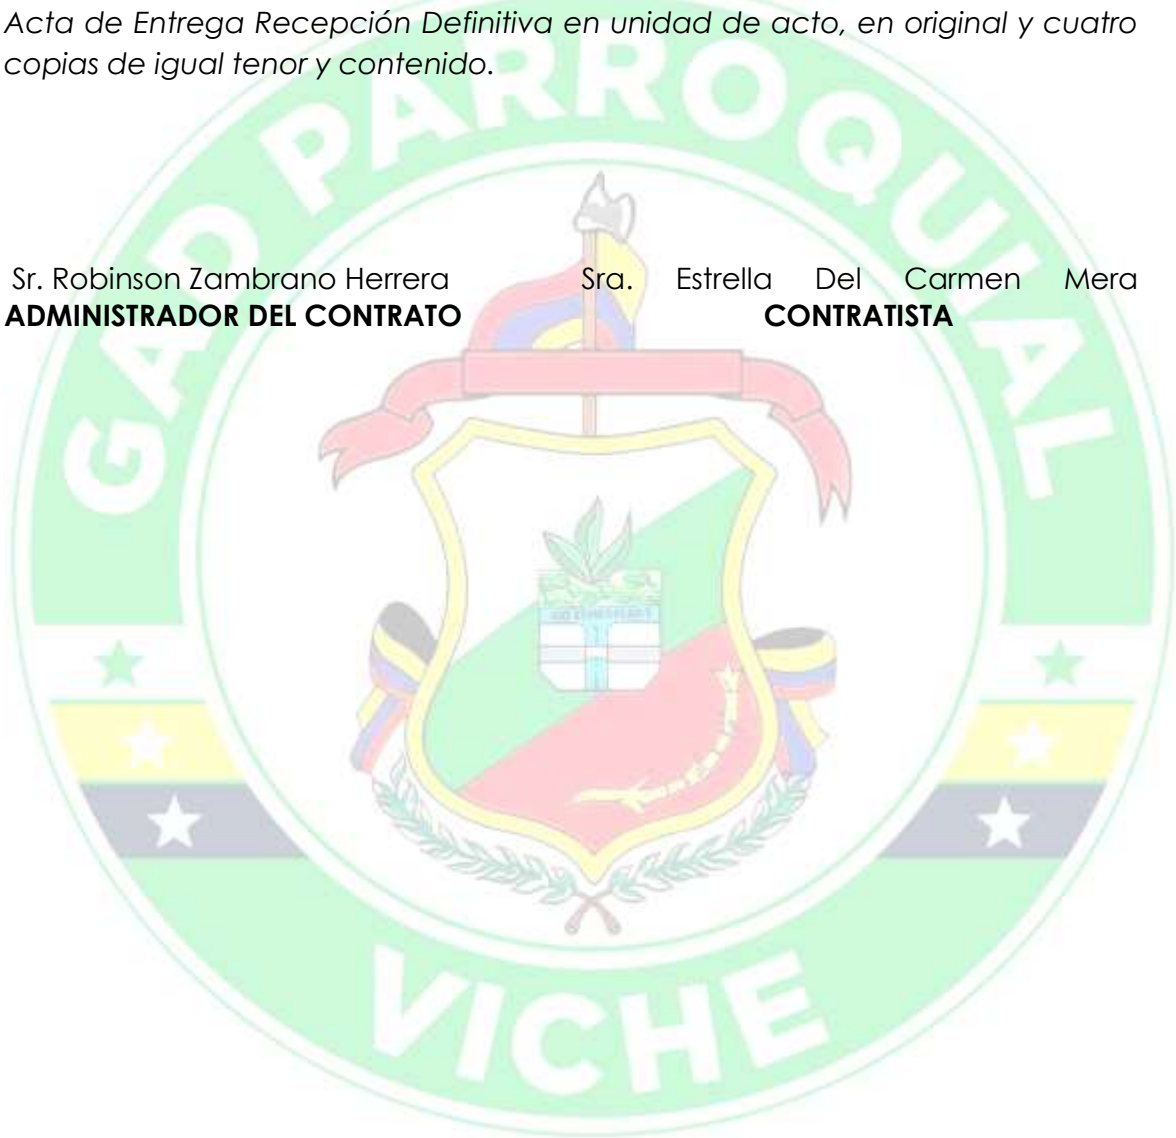 Acta de Entrega Recepción Definitiva en unidad de acto, en original y cuatro
copias de igual tenor y contenido.
Sr. Robinson Zambrano Herrera Sra. Estrella Del Carmen Mera
ADMINISTRADOR DEL CONTRATO CONTRATISTA
GAD PARROQUIAL
VICHE